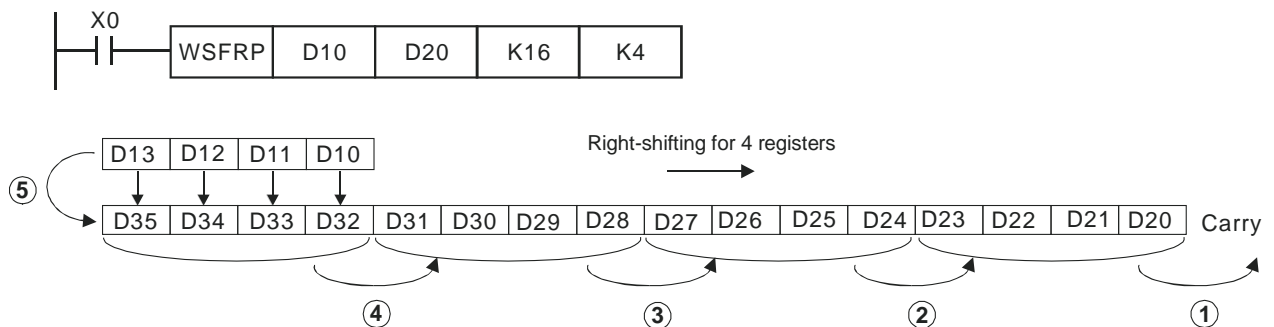 X0
WSFRP D10 D20 K16 K4
Right-shifting for 4 registers
D13 D12 D11 D10
5
D35 D34 D33 D32 D31 D30 D29 D28 D27 D26 D25 D24 D23 D22 D21 D20 Carry
4 3 2 1